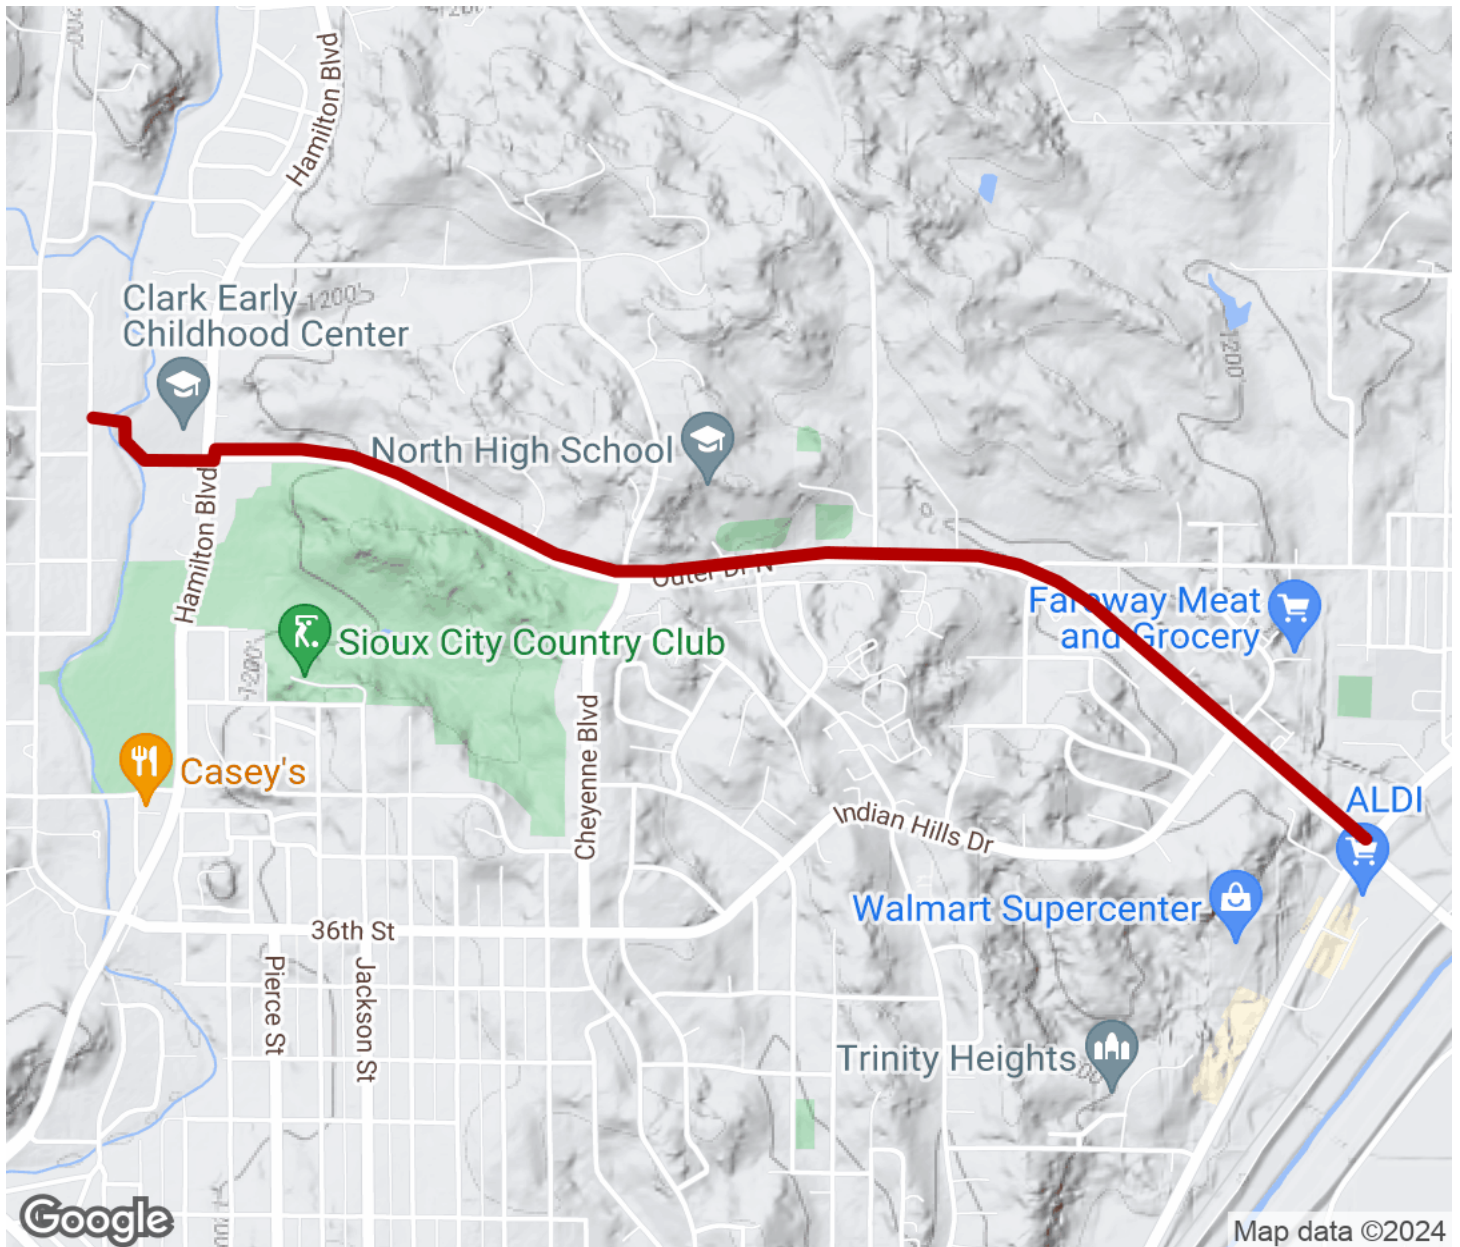 Hamilton Blvd
Clark Early
Childhood Center
1200'
1200'
North High School
Hamilton Blvd
Outer Dr N
Faraway Meat
and Grocery
Sioux City Country Club
1200'
Cheyenne Blvd
Casey's
ALDI
Indian Hills Dr
Walmart Supercenter
36th St
Pierce St
Jackson St
Trinity Heights
Google
Map data ©2024